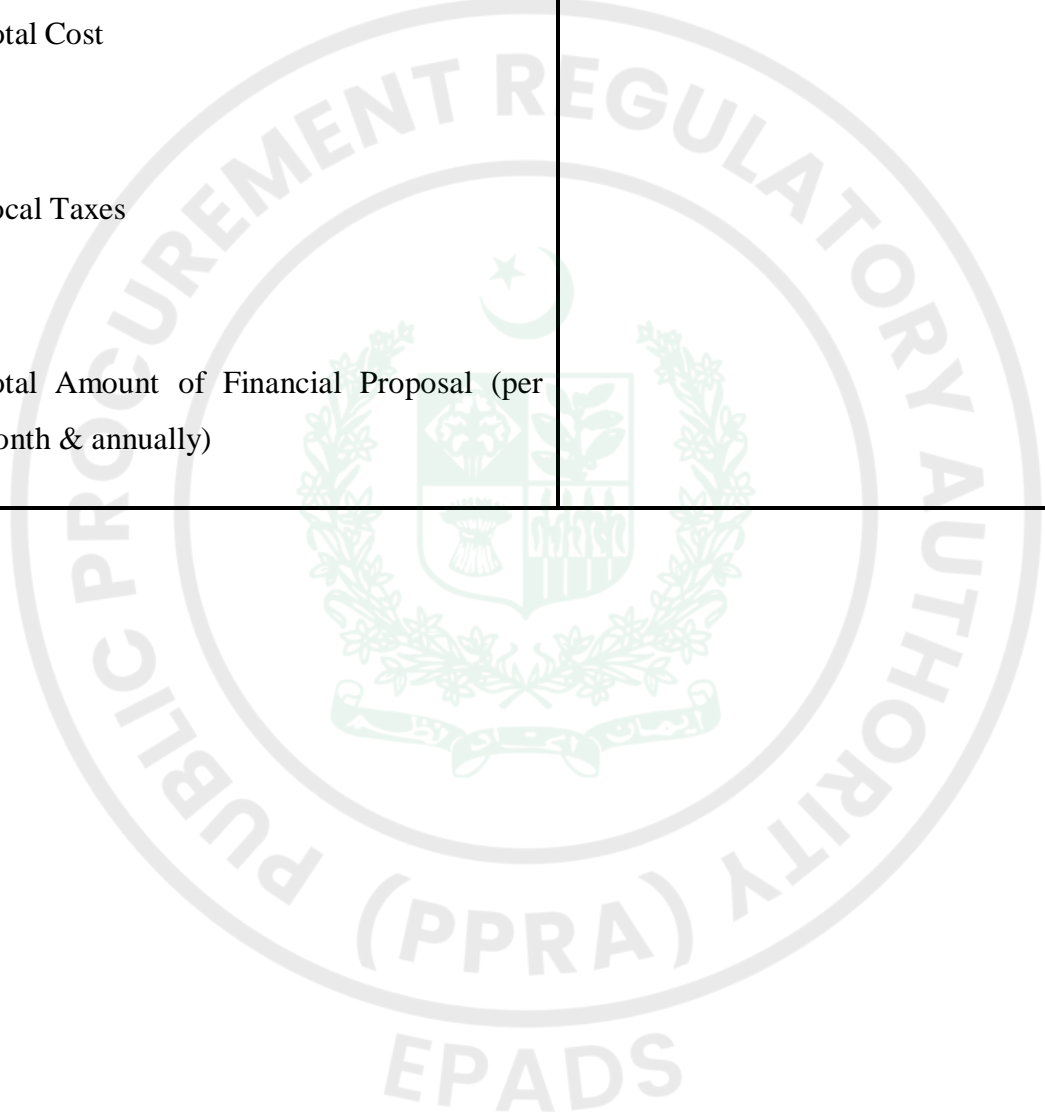 otal Cost
ocal Taxes
otal Amount of Financial Proposal (per
onth & annually)
PUBLIC PROCUREMENT REGULATORY AUTHORITY
(PPRA)
EPADS